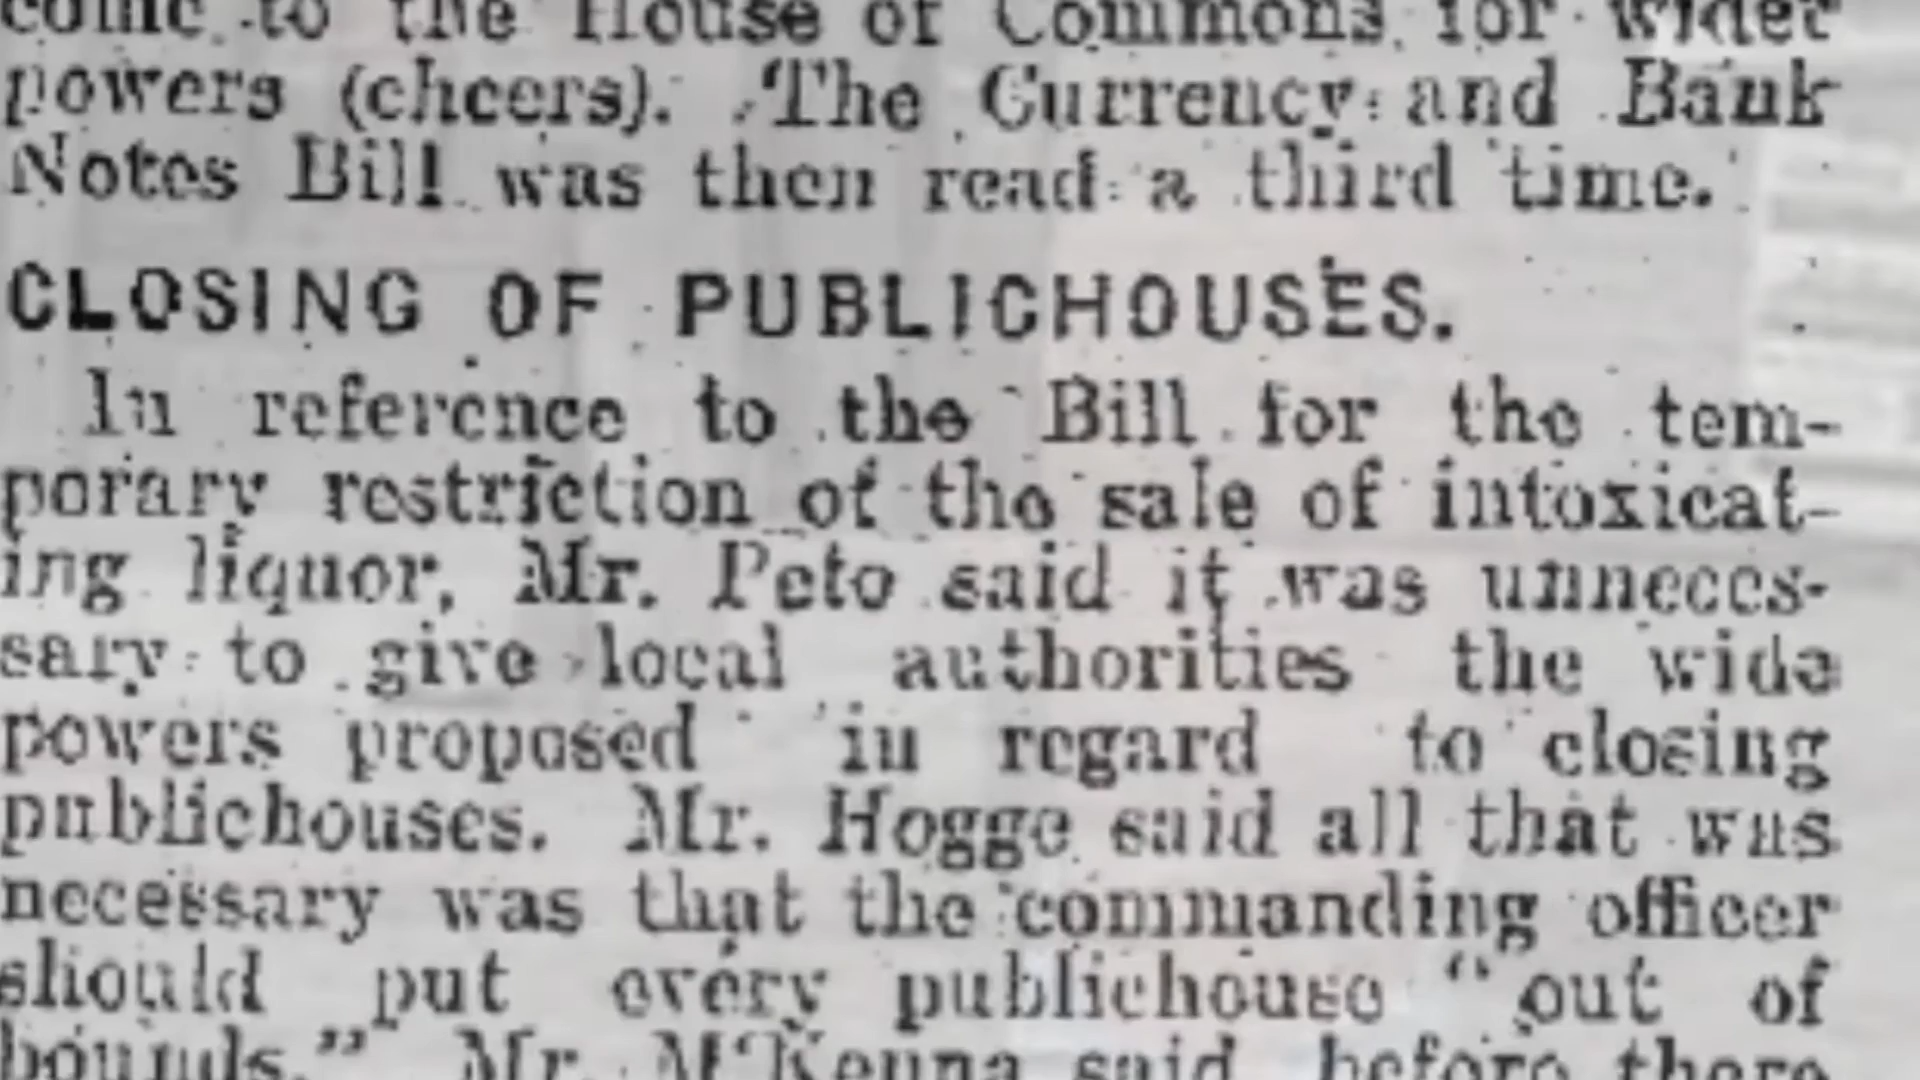 come to the House of Commons for wider
powers (cheers). The Currency and Bank
Notes Bill was then read a third time.
CLOSING OF PUBLICHOUSES.
In reference to the Bill for the tem-
porary restriction of the sale of intoxicat-
ing liquor, Mr. Peto said it was unneces-
sary to give local authorities the wide
powers proposed in regard to closing
publichouses. Mr. Hogge said all that was
necessary was that the commanding officer
should put every publichouse "out of
bounds." Mr. M'Kenna said before there